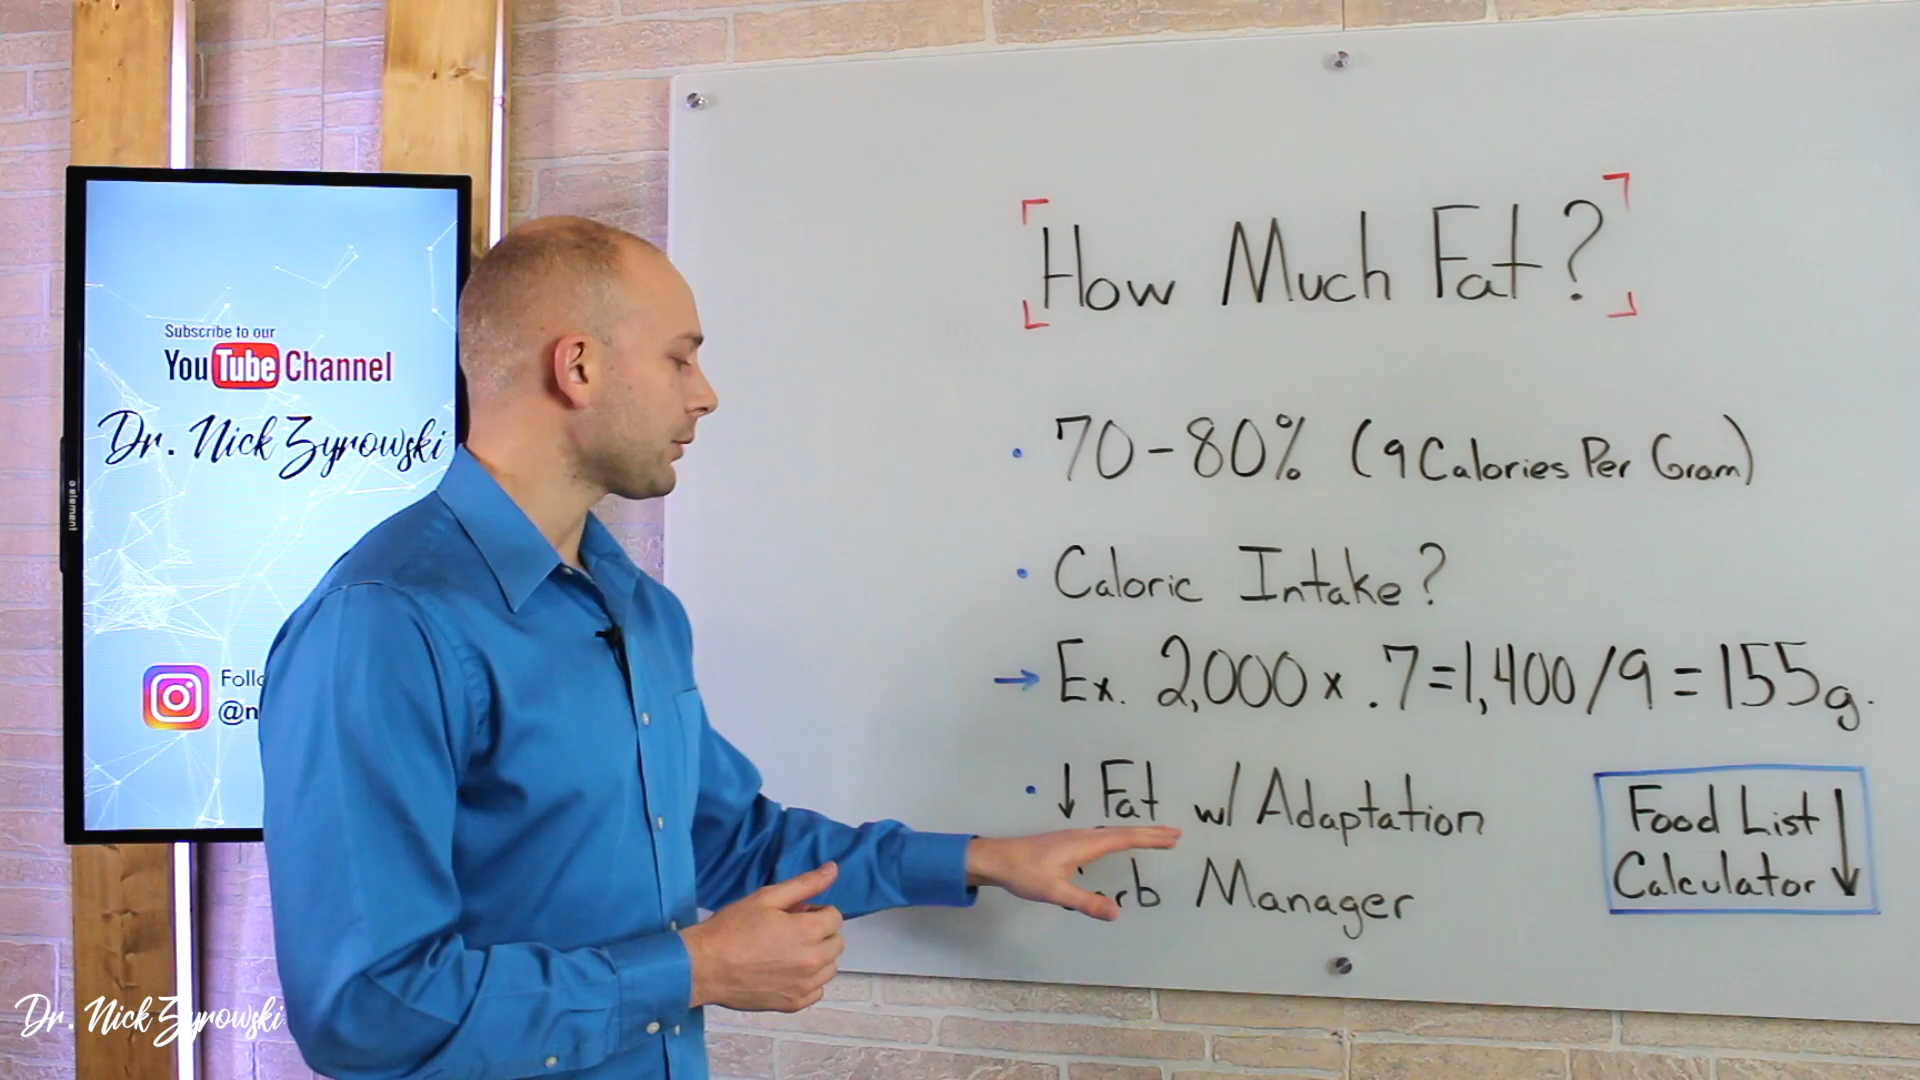 Subscribe to our
YouTube Channel
Dr. Nick Zyrowski
element
How Much Fat?
• 70-80% (9 Calories Per Gram)
• Caloric Intake?
→ Ex. 2,000 x .7=1,400/9 = 155g.
• ↓ Fat w/ Adaptation
Manager
Food List
Calculator ↓
Dr. Nick Zyrowski